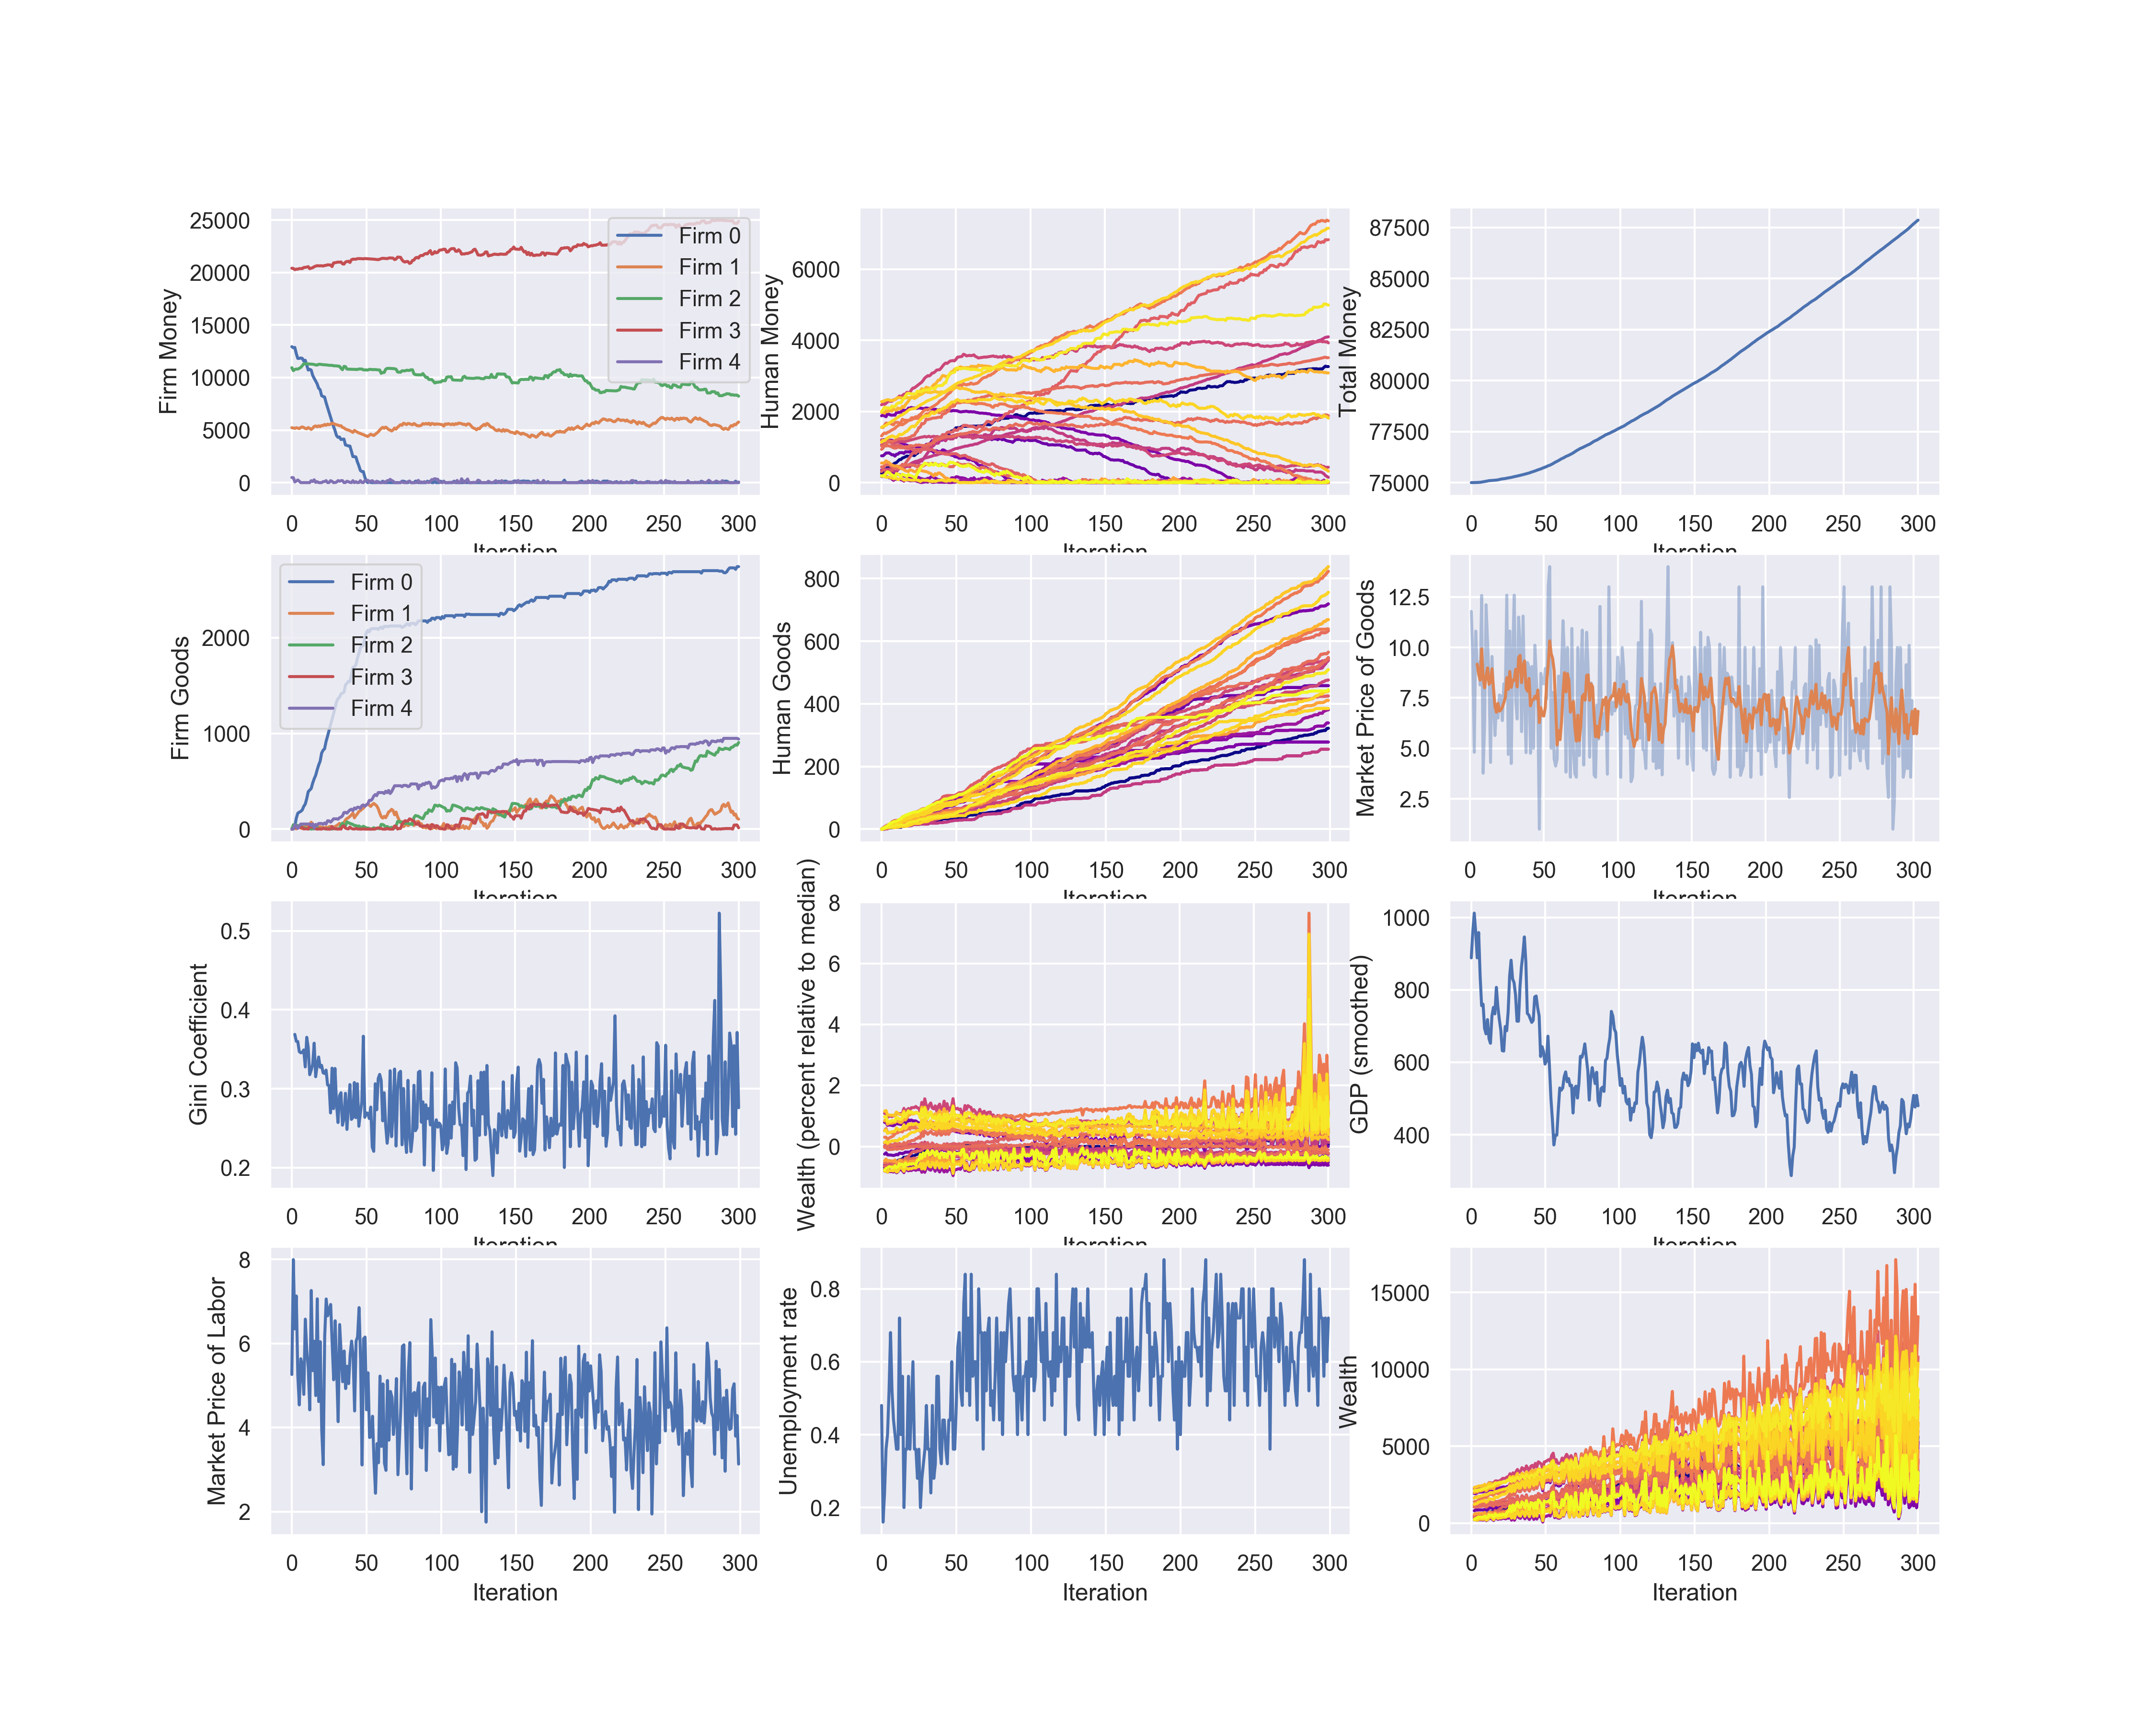 Firm Money
25000
20000
15000
10000
5000
0
Firm 0
Firm 1
Firm 2
Firm 3
Firm 4
0 50 100 150 200 250 300
Iteration
Human Money
6000
4000
2000
0
0 50 100 150 200 250 300
Iteration
Total Money
87500
85000
82500
80000
77500
75000
0 50 100 150 200 250 300
Iteration
Firm Goods
2000
1000
0
Firm 0
Firm 1
Firm 2
Firm 3
Firm 4
0 50 100 150 200 250 300
Iteration
Human Goods
800
600
400
200
0
0 50 100 150 200 250 300
Iteration
Market Price of Goods
12.5
10.0
7.5
5.0
2.5
0 50 100 150 200 250 300
Iteration
Gini Coefficient
0.5
0.4
0.3
0.2
0 50 100 150 200 250 300
Iteration
Wealth (percent relative to median)
8
6
4
2
0
0 50 100 150 200 250 300
Iteration
GDP (smoothed)
1000
800
600
400
0 50 100 150 200 250 300
Iteration
Market Price of Labor
8
6
4
2
0 50 100 150 200 250 300
Iteration
Unemployment rate
0.8
0.6
0.4
0.2
0 50 100 150 200 250 300
Iteration
Wealth
15000
10000
5000
0
0 50 100 150 200 250 300
Iteration